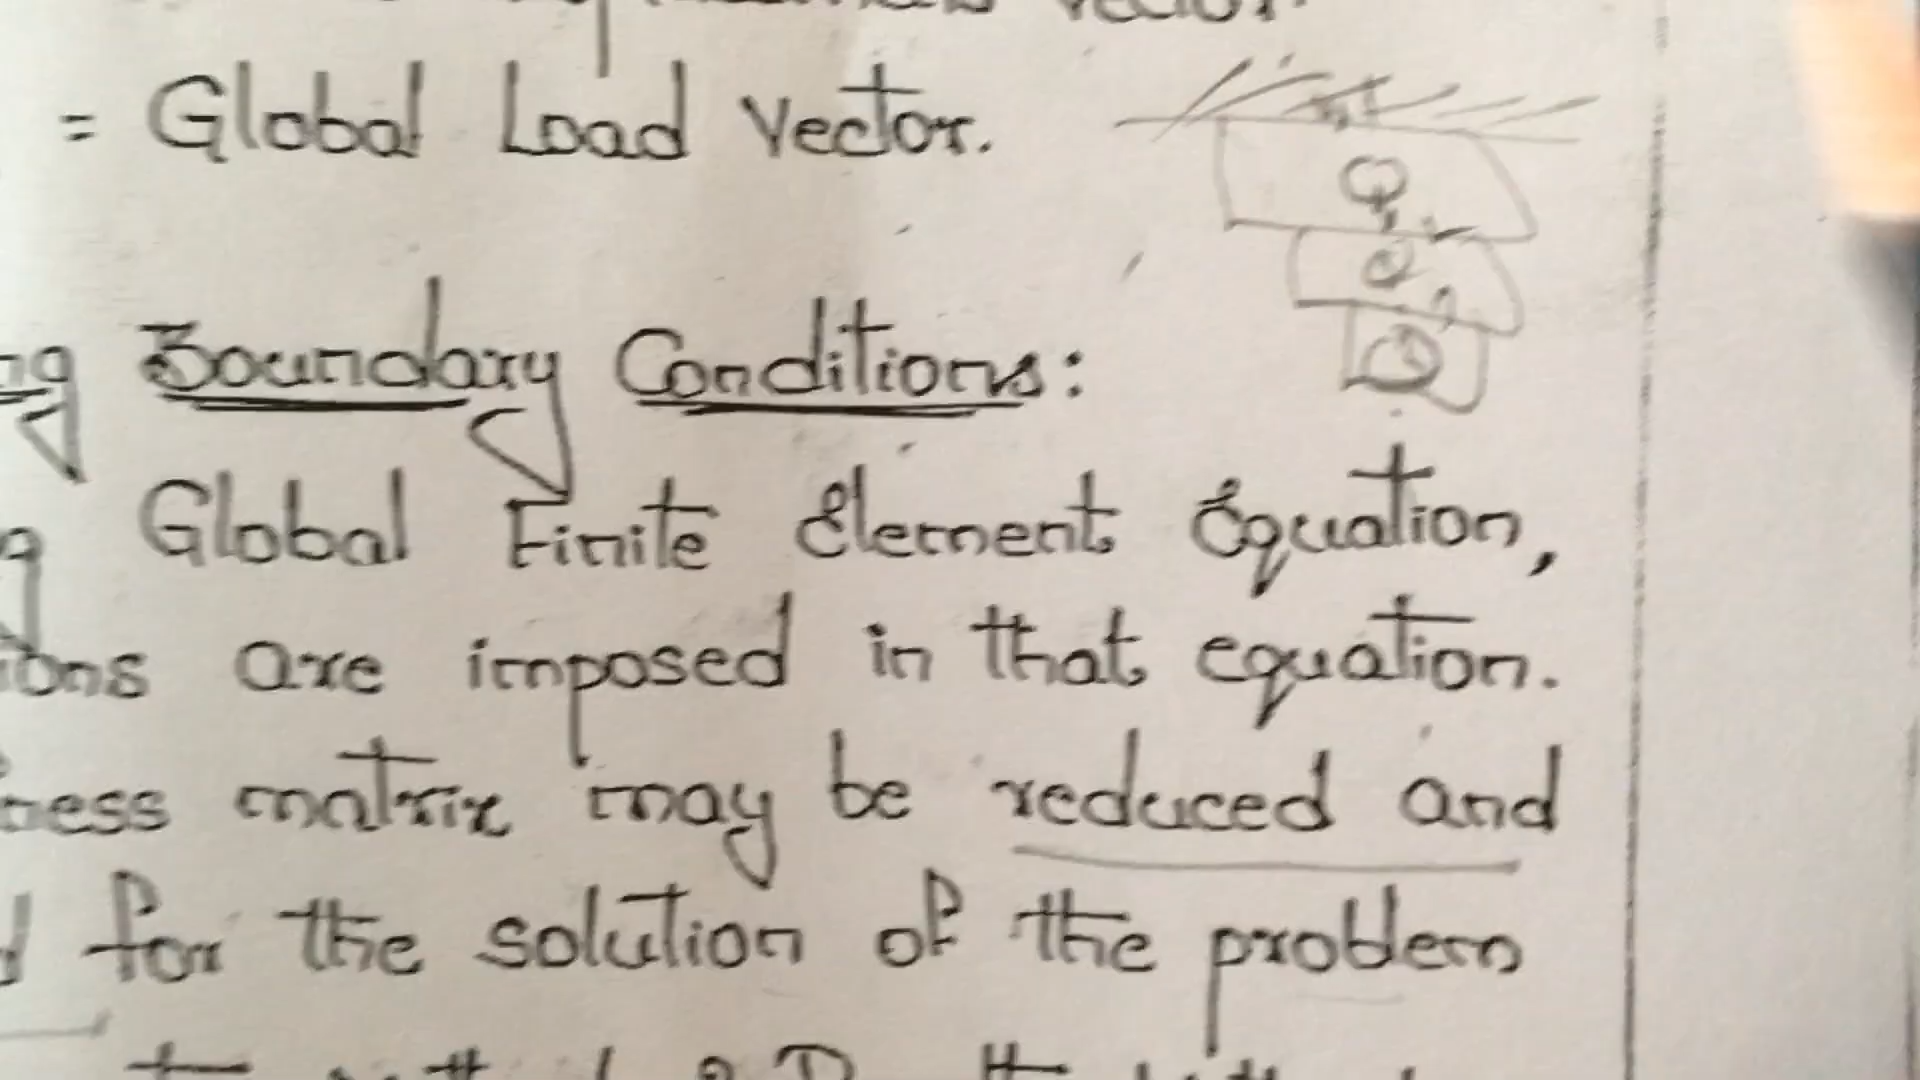 vector.
= Global Load vector.
Boundary Conditions:
Global Finite Element Equation,
are imposed in that equation.
matrix may be reduced and
for the solution of the problem